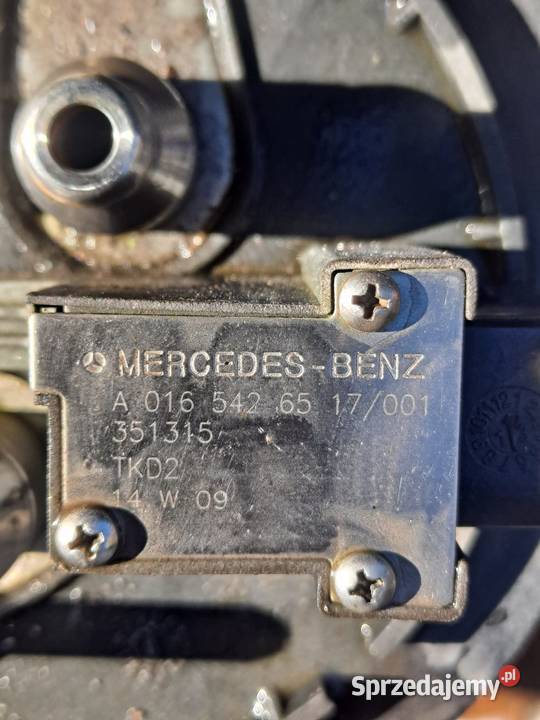 MERCEDES-BENZ
A 016 542 65 17/001
351315
TKD2
14 W 09
Sprzedajemy.pl